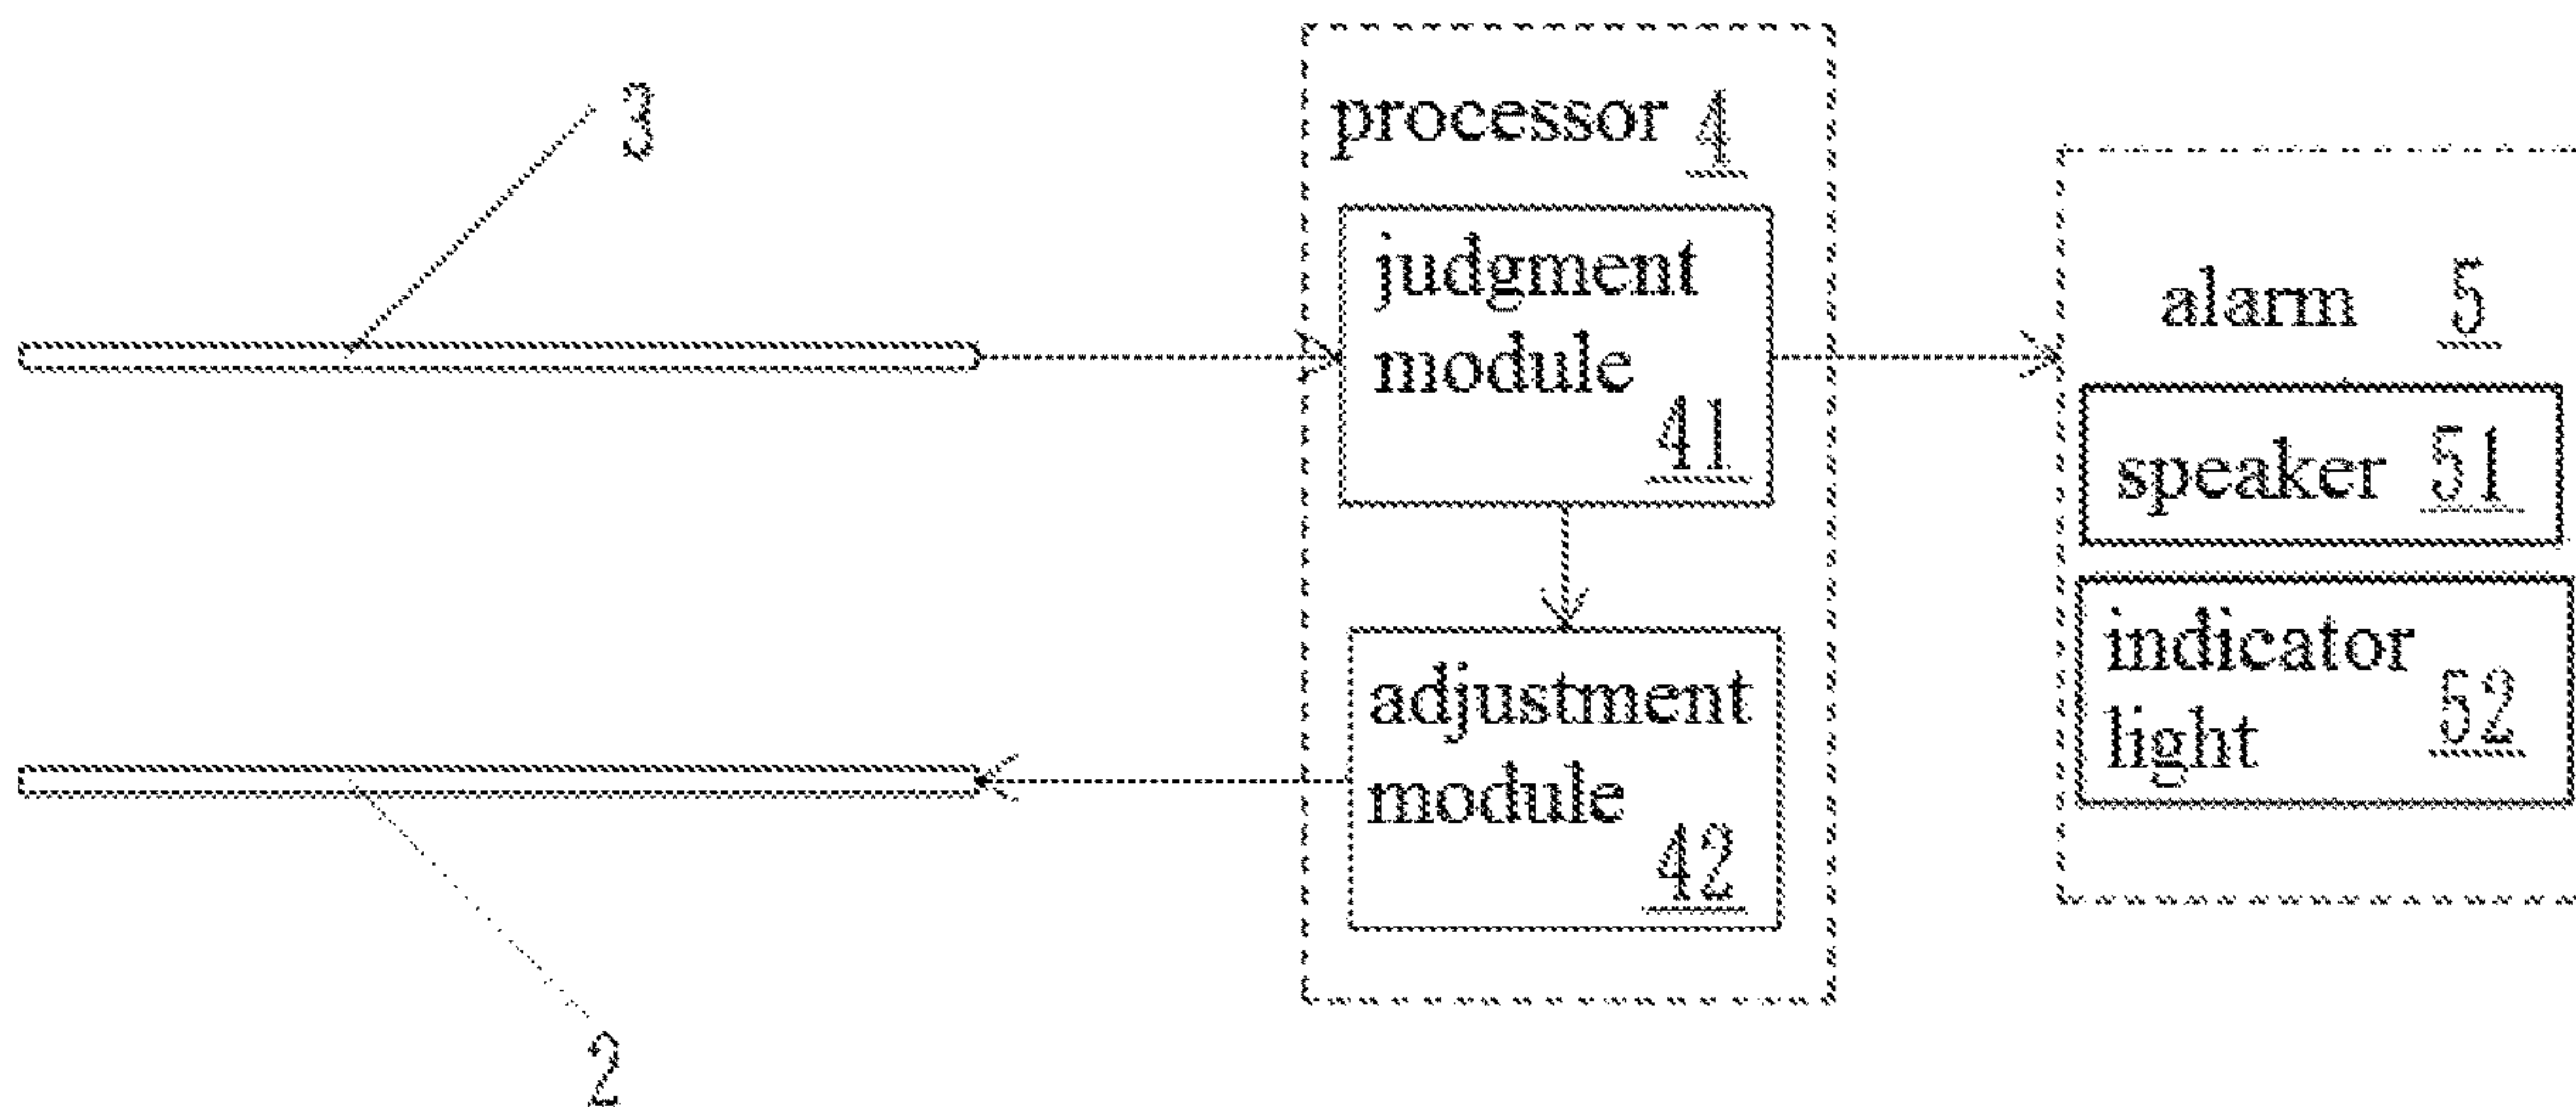 3
processor 4
judgment
module
41
adjustment
module
42
2
alarm 5
speaker 51
indicator
light 52